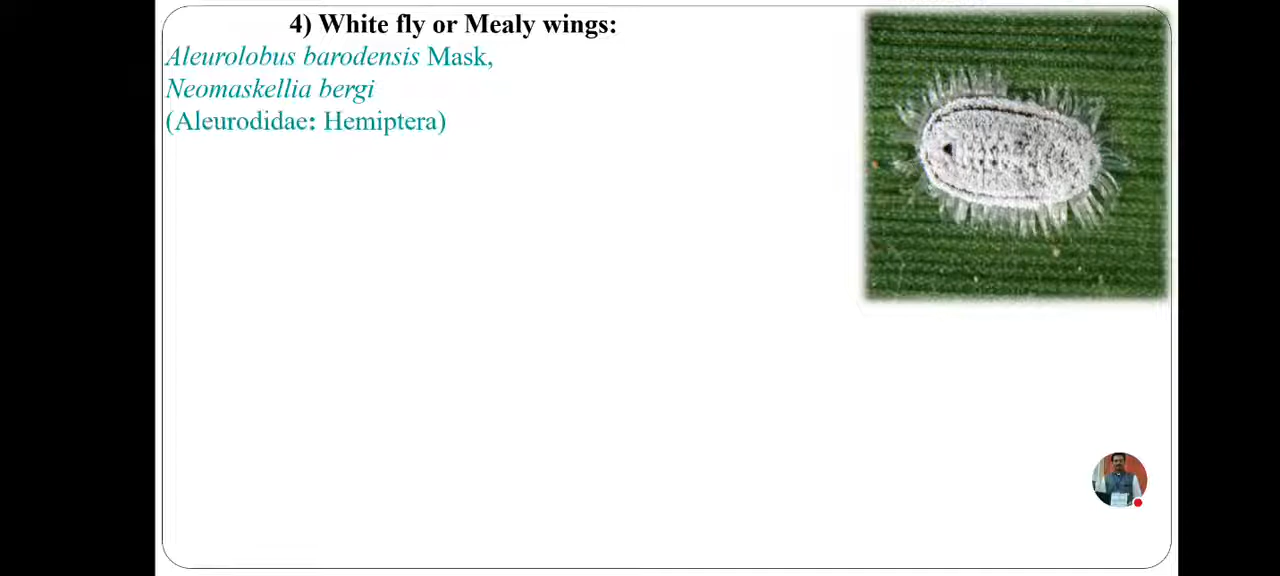 4) White fly or Mealy wings:
Aleurolobus barodensis Mask,
Neomaskellia bergi
(Aleurodidae: Hemiptera)